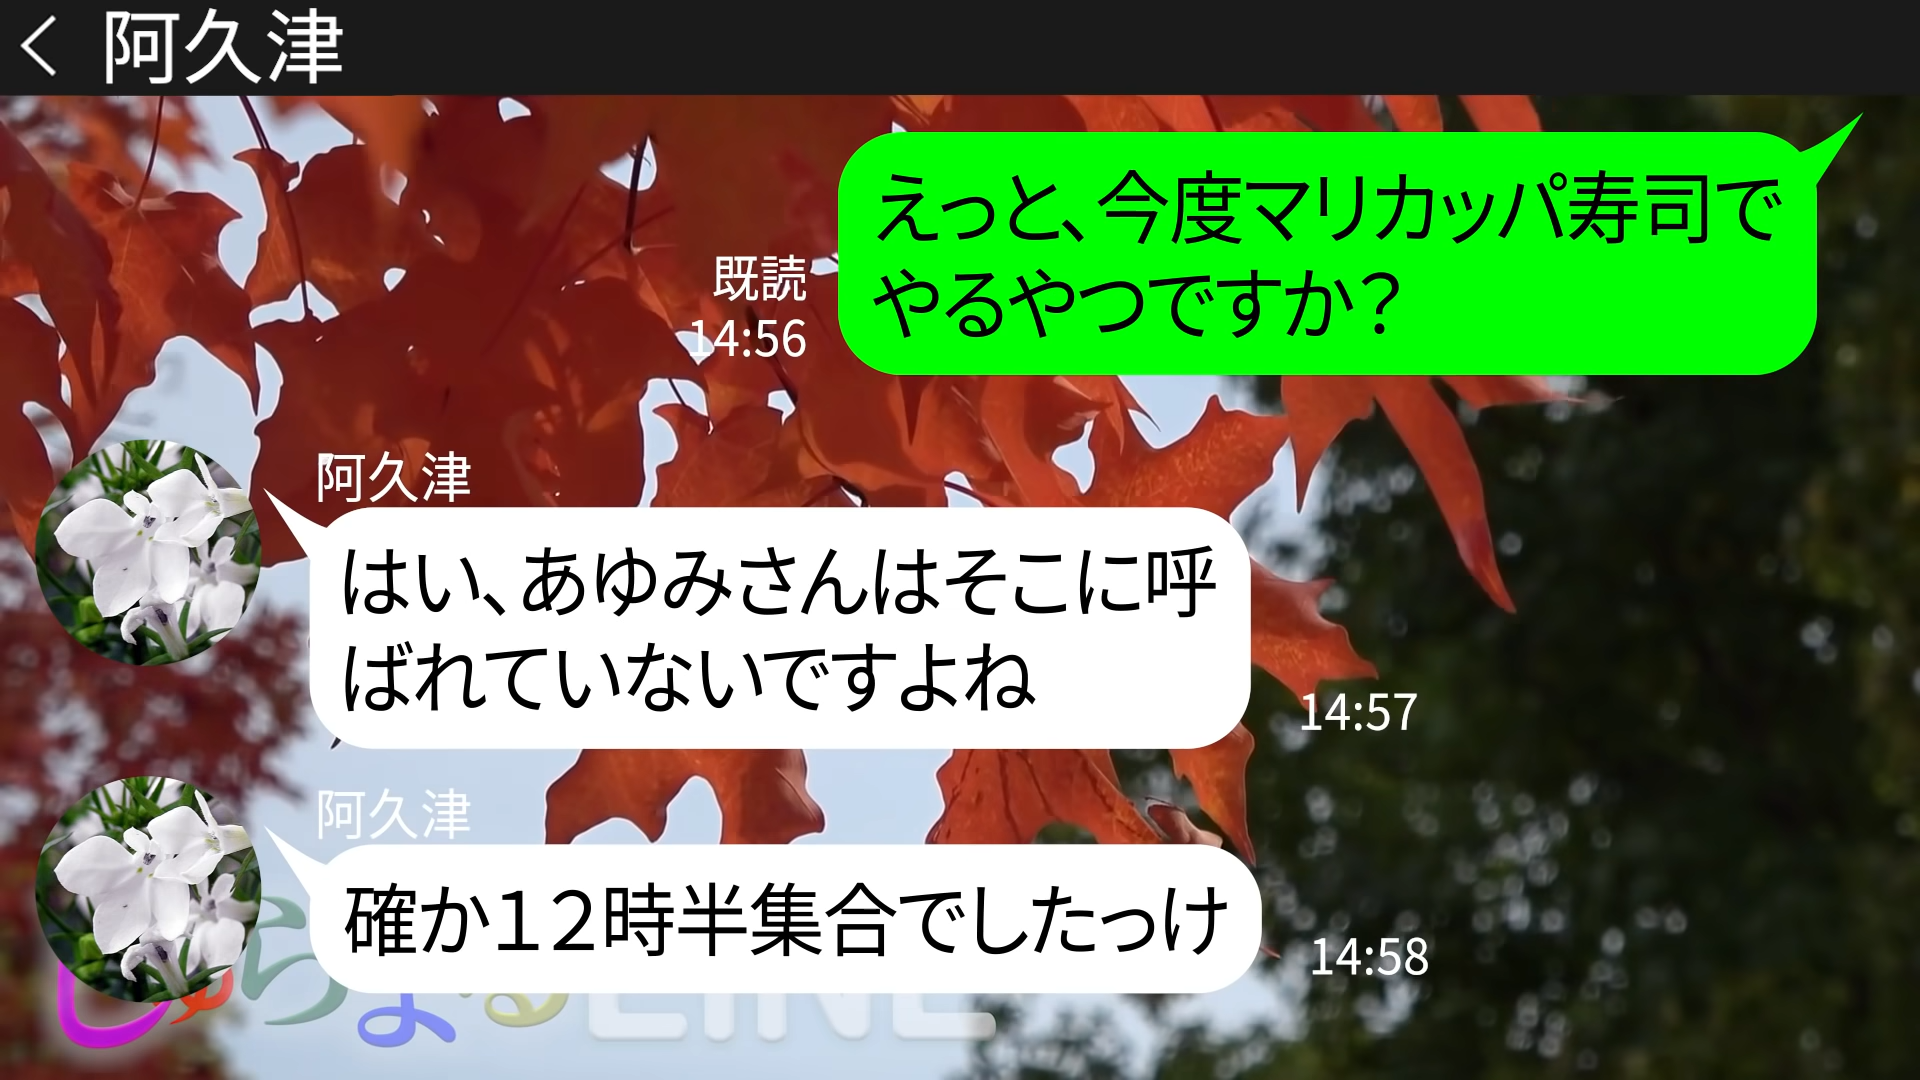 阿久津
えっと、今度マリカッパ寿司で
やるやつですか？
既読
14:56
阿久津
はい、あゆみさんはそこに呼
ばれていないですよね
14:57
阿久津
確か１２時半集合でしたっけ
14:58
LINE